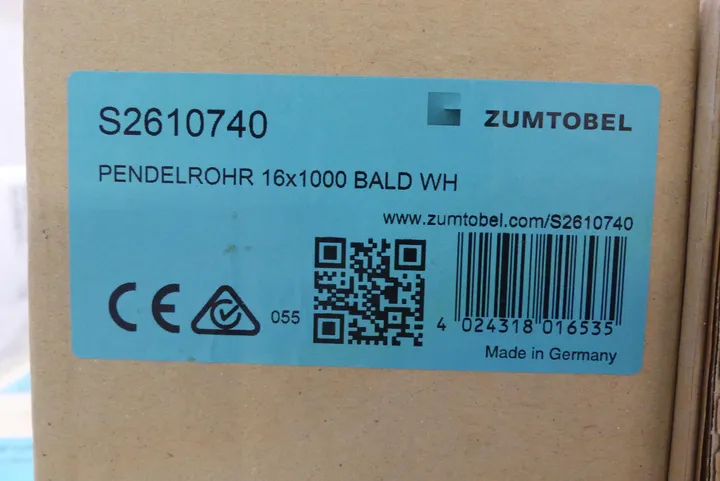 S2610740
ZUMTOBEL
PENDELROHR 16x1000 BALD WH
www.zumtobel.com/S2610740
CE
055
4 024318 016535
Made in Germany